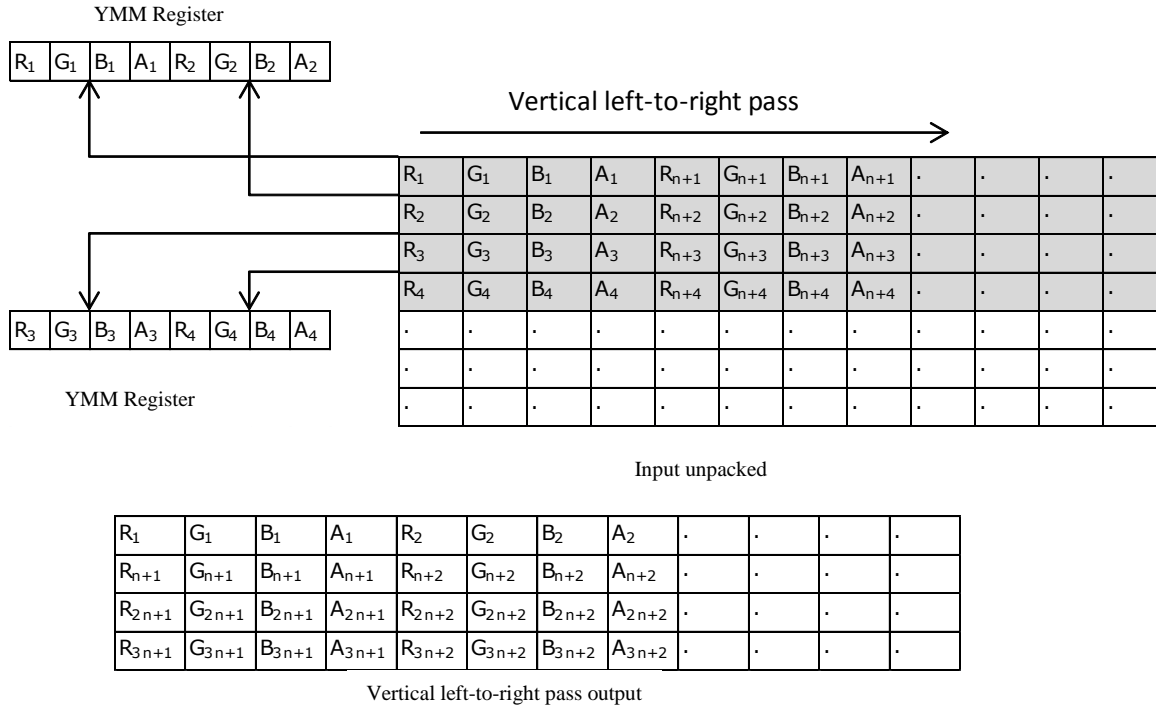 YMM Register
R₁ G₁ B₁ A₁ R₂ G₂ B₂ A₂
Vertical left-to-right pass
R₁ G₁ B₁ A₁ Rₙ₊₁ Gₙ₊₁ Bₙ₊₁ Aₙ₊₁ . . . .
R₂ G₂ B₂ A₂ Rₙ₊₂ Gₙ₊₂ Bₙ₊₂ Aₙ₊₂ . . . .
R₃ G₃ B₃ A₃ Rₙ₊₃ Gₙ₊₃ Bₙ₊₃ Aₙ₊₃ . . . .
R₄ G₄ B₄ A₄ Rₙ₊₄ Gₙ₊₄ Bₙ₊₄ Aₙ₊₄ . . . .
. . . . . . . . . . . .
. . . . . . . . . . . .
. . . . . . . . . . . .
R₃ G₃ B₃ A₃ R₄ G₄ B₄ A₄
YMM Register
Input unpacked
R₁ G₁ B₁ A₁ R₂ G₂ B₂ A₂ . . . .
Rₙ₊₁ Gₙ₊₁ Bₙ₊₁ Aₙ₊₁ Rₙ₊₂ Gₙ₊₂ Bₙ₊₂ Aₙ₊₂ . . . .
R₂ₙ₊₁ G₂ₙ₊₁ B₂ₙ₊₁ A₂ₙ₊₁ R₂ₙ₊₂ G₂ₙ₊₂ B₂ₙ₊₂ A₂ₙ₊₂ . . . .
R₃ₙ₊₁ G₃ₙ₊₁ B₃ₙ₊₁ A₃ₙ₊₁ R₃ₙ₊₂ G₃ₙ₊₂ B₃ₙ₊₂ A₃ₙ₊₂ . . . .
Vertical left-to-right pass output